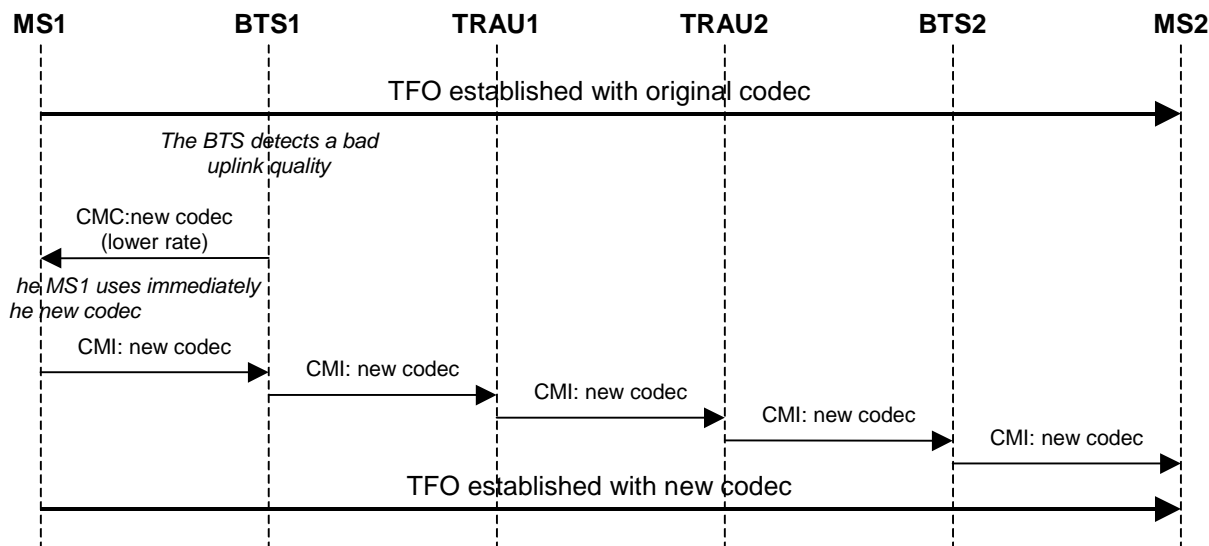 MS1 BTS1 TRAU1 TRAU2 BTS2 MS2
TFO established with original codec
The BTS detects a bad
uplink quality
CMC:new codec
(lower rate)
he MS1 uses immediately
he new codec
CMI: new codec
CMI: new codec
CMI: new codec
CMI: new codec
CMI: new codec
TFO established with new codec